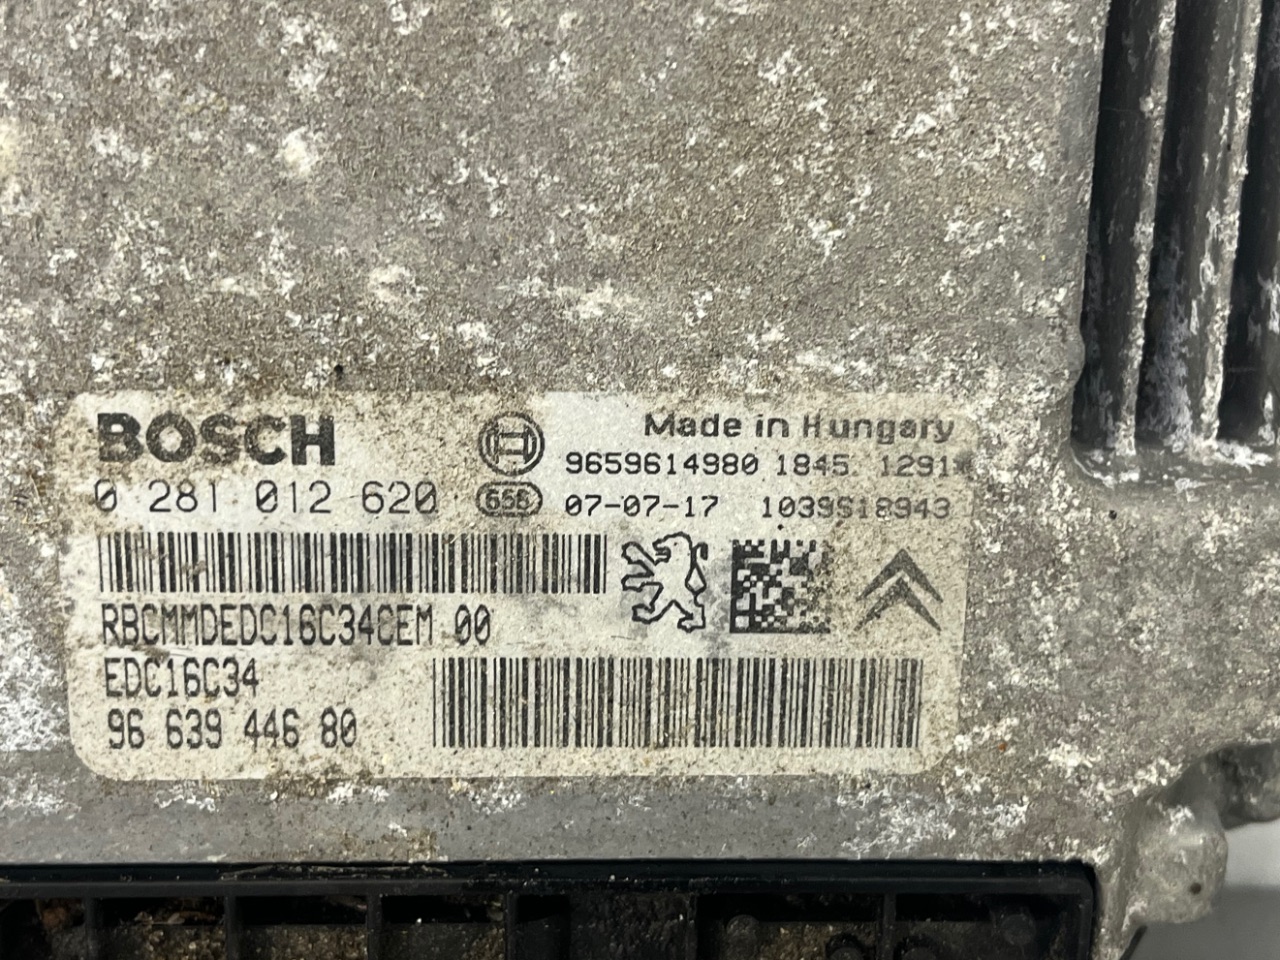 BOSCH
Made in Hungary
9659614980 1845. 1291
0 281 012 620
07-07-17 1039S18943
RBCMMDEDC16C34CEM 00
EDC16C34
96 639 446 80